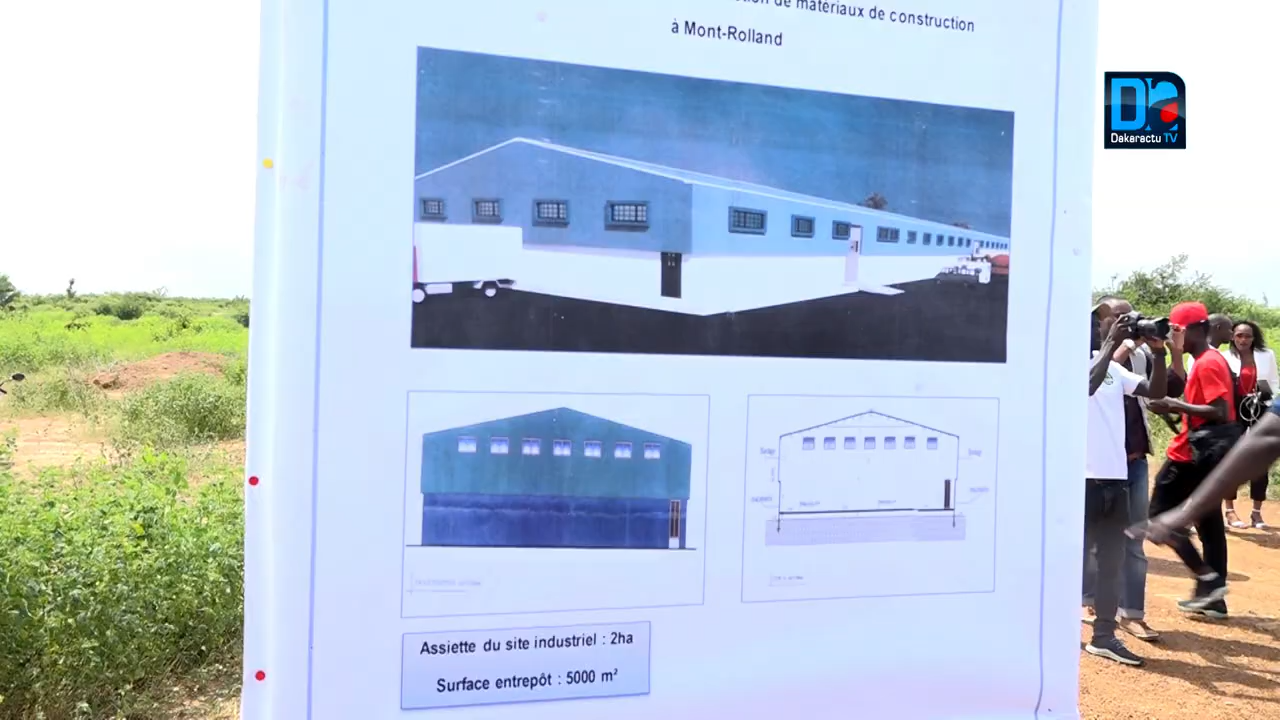 de matériaux de construction
à Mont-Rolland
Dakaractu TV
Assiette du site industriel : 2ha
Surface entrepôt : 5000 m²